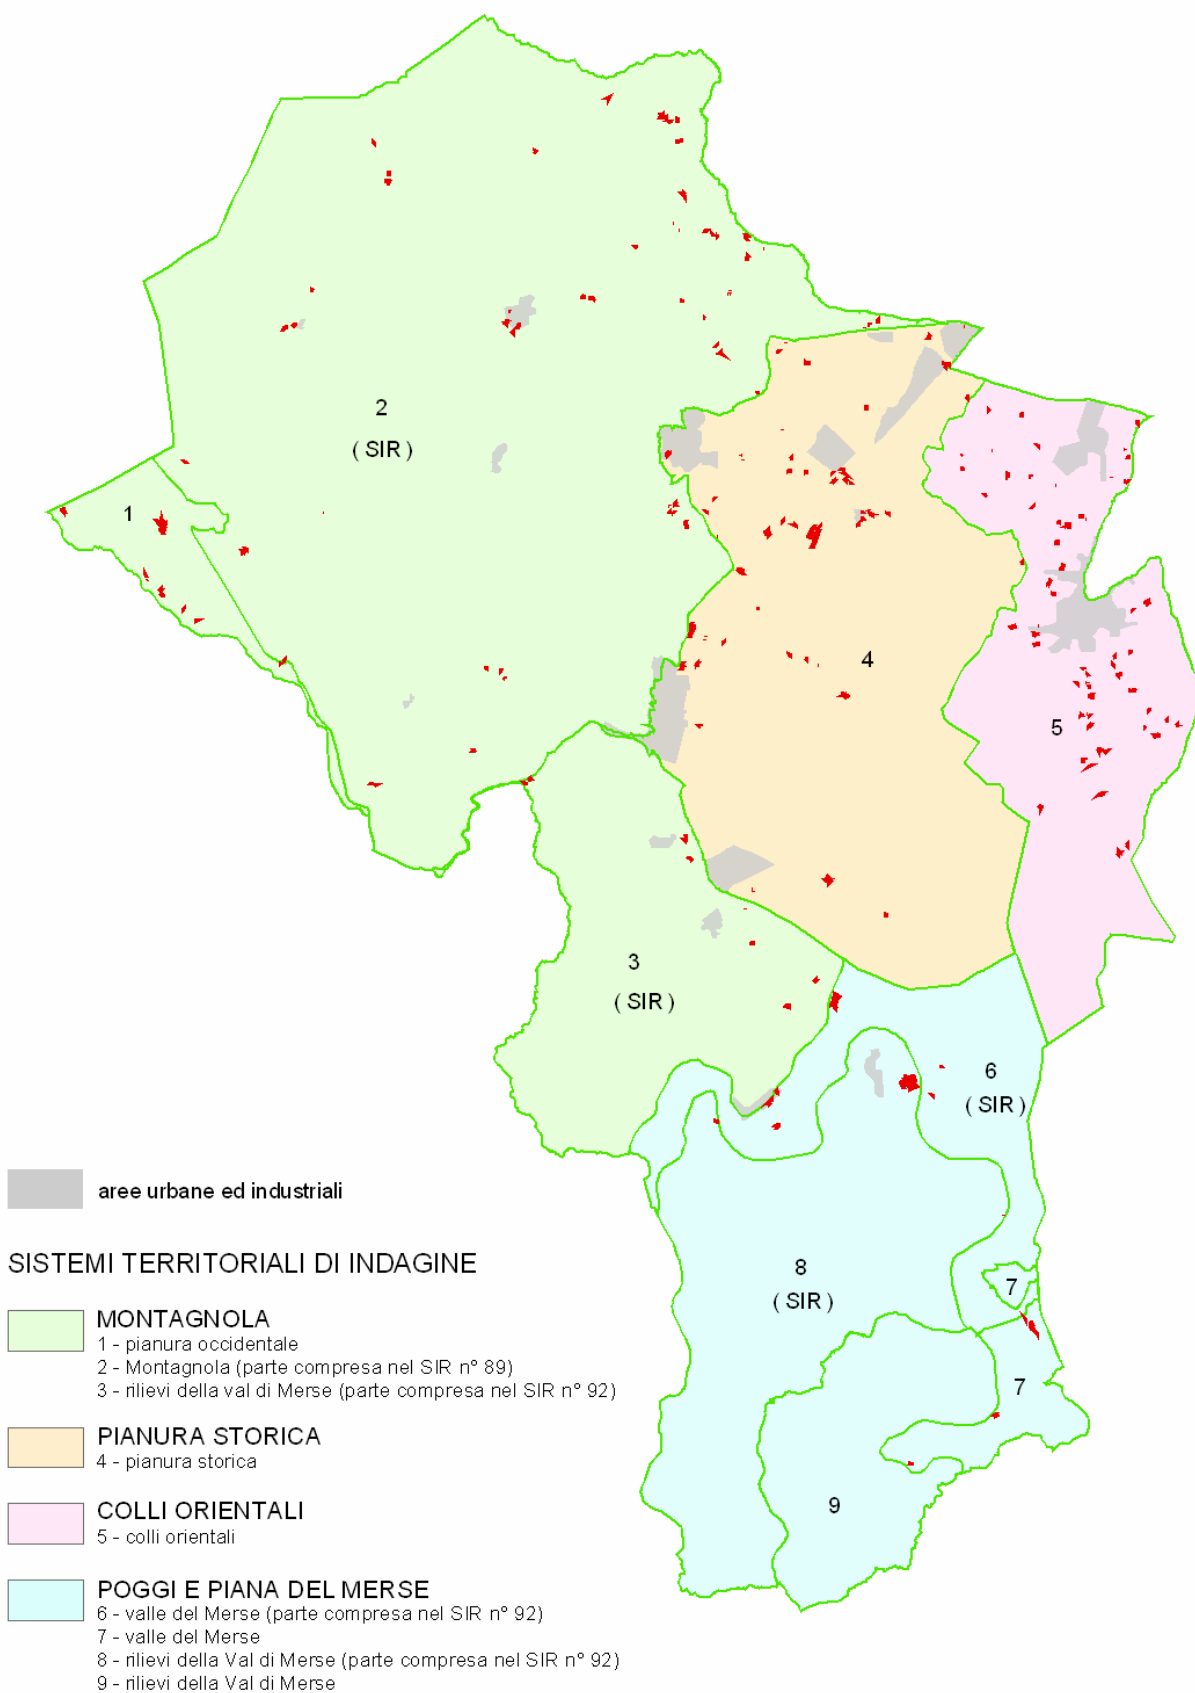 2
( SIR )
1
4
5
3
( SIR )
6
( SIR )
8
( SIR )
7
7
9
aree urbane ed industriali
SISTEMI TERRITORIALI DI INDAGINE
MONTAGNOLA
1 - pianura occidentale
2 - Montagnola (parte compresa nel SIR n° 89)
3 - rilievi della val di Merse (parte compresa nel SIR n° 92)
PIANURA STORICA
4 - pianura storica
COLLI ORIENTALI
5 - colli orientali
POGGI E PIANA DEL MERSE
6 - valle del Merse (parte compresa nel SIR n° 92)
7 - valle del Merse
8 - rilievi della Val di Merse (parte compresa nel SIR n° 92)
9 - rilievi della Val di Merse